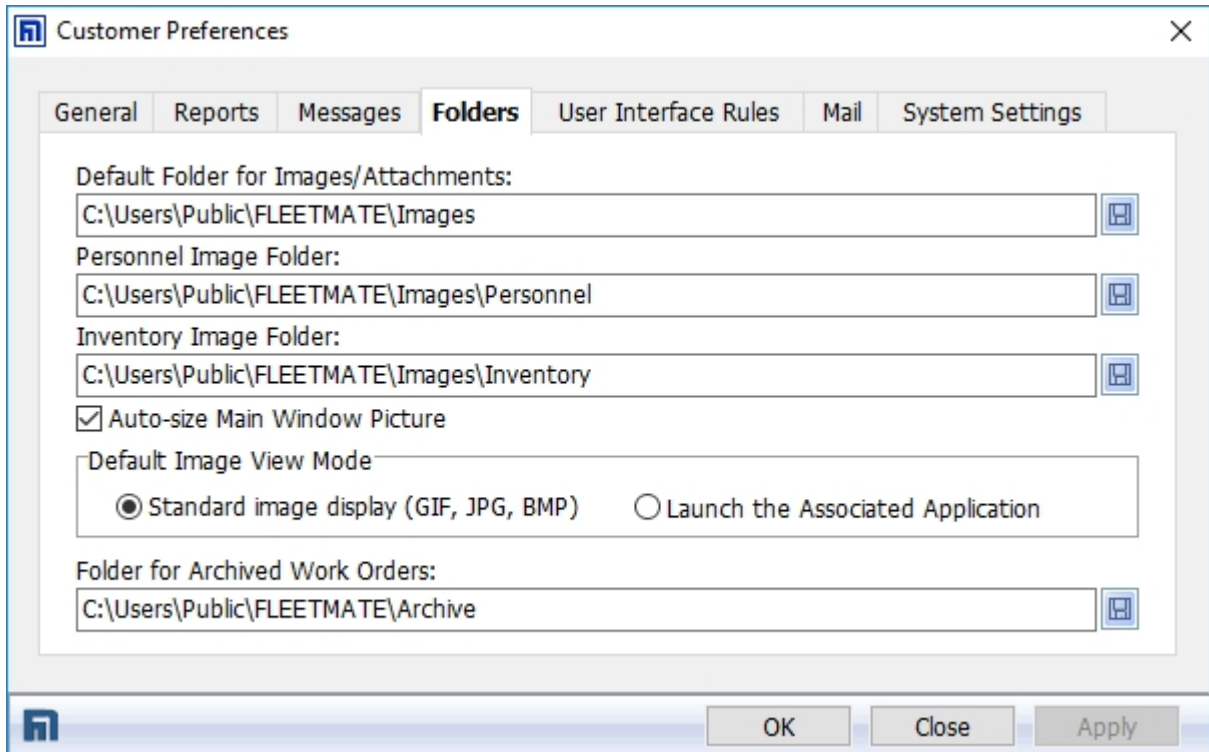 Customer Preferences
General Reports Messages Folders User Interface Rules Mail System Settings
Default Folder for Images/Attachments:
C:\Users\Public\FLEETMATE\Images
Personnel Image Folder:
C:\Users\Public\FLEETMATE\Images\Personnel
Inventory Image Folder:
C:\Users\Public\FLEETMATE\Images\Inventory
Auto-size Main Window Picture
Default Image View Mode
Standard image display (GIF, JPG, BMP) Launch the Associated Application
Folder for Archived Work Orders:
C:\Users\Public\FLEETMATE\Archive
OK Close Apply